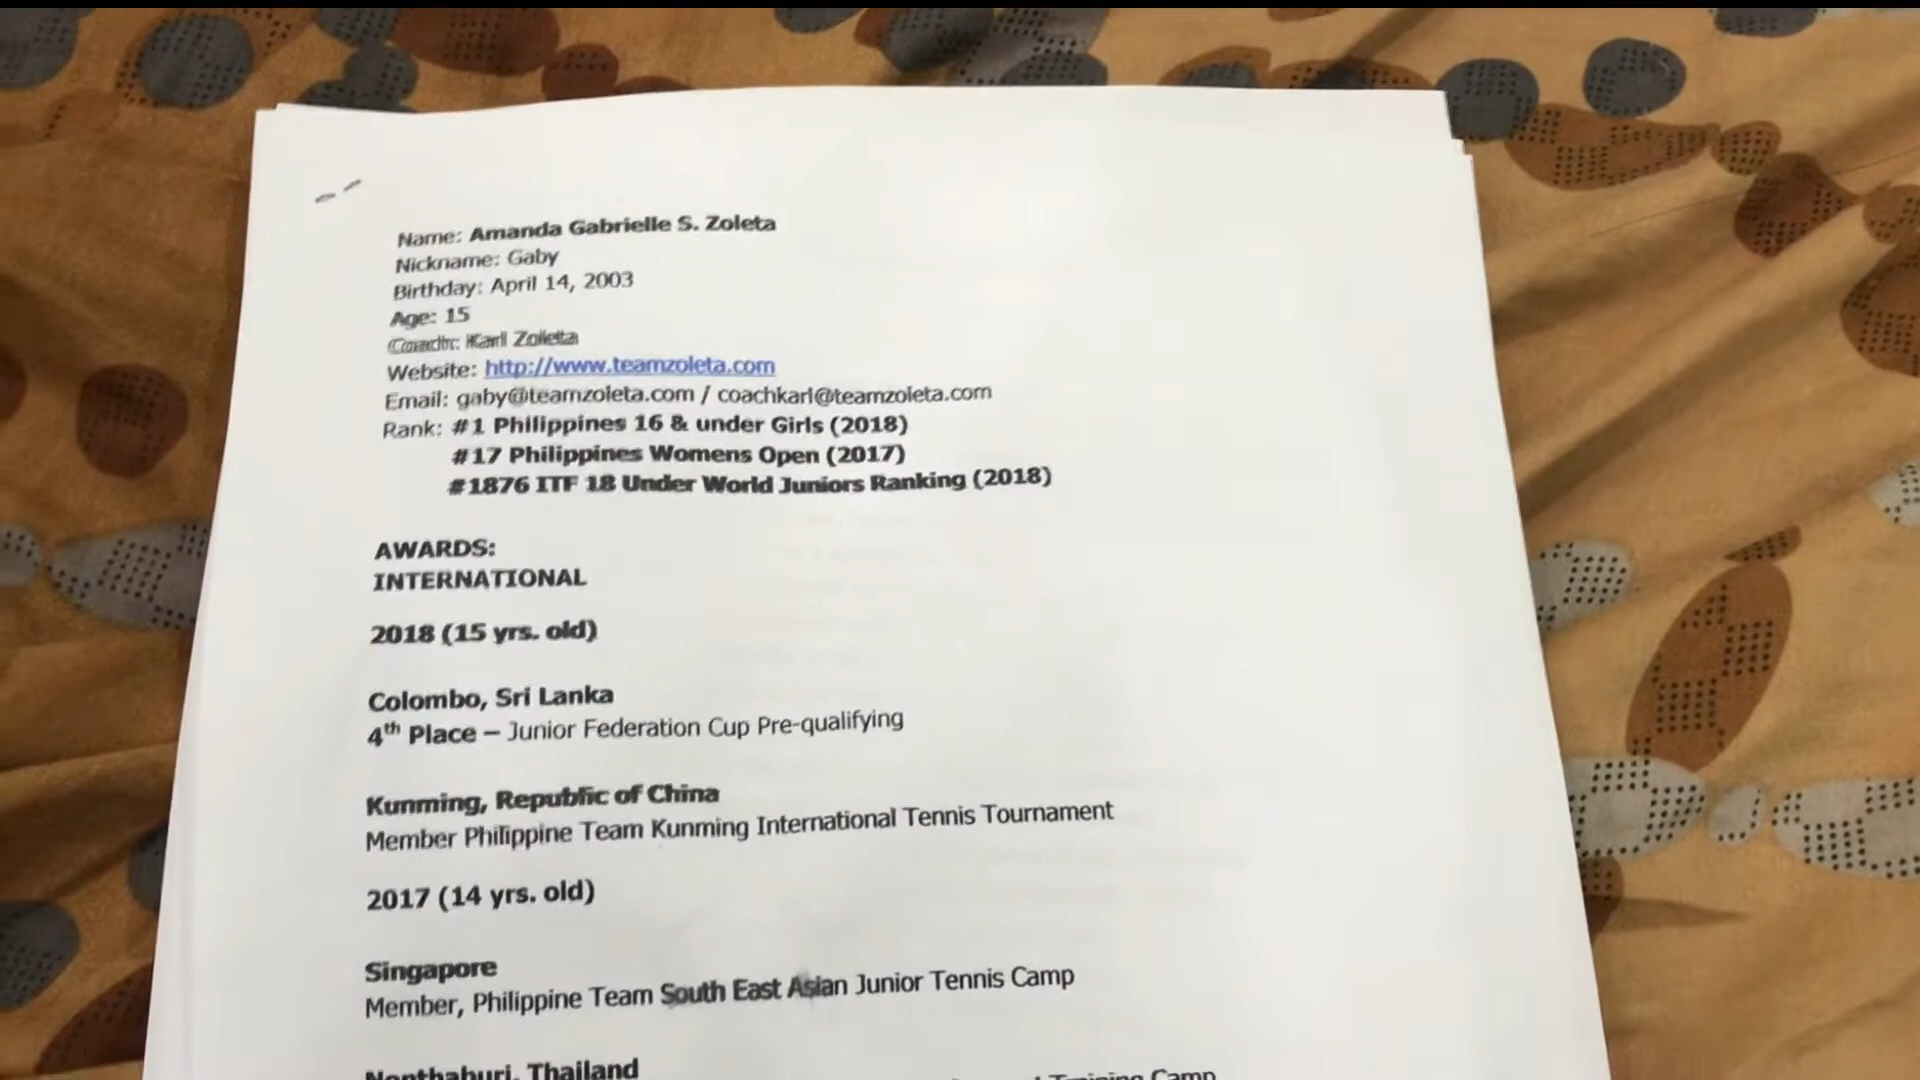 Name: Amanda Gabrielle S. Zoleta
Nickname: Gaby
Birthday: April 14, 2003
Age: 15
Coach: Karl Zoleta
Website: http://www.teamzoleta.com
Email: gaby@teamzoleta.com / coachkarl@teamzoleta.com
Rank: #1 Philippines 16 & under Girls (2018)
#17 Philippines Womens Open (2017)
#1876 ITF 18 Under World Juniors Ranking (2018)
AWARDS:
INTERNATIONAL
2018 (15 yrs. old)
Colombo, Sri Lanka
4th Place – Junior Federation Cup Pre-qualifying
Kunming, Republic of China
Member Philippine Team Kunming International Tennis Tournament
2017 (14 yrs. old)
Singapore
Member, Philippine Team South East Asian Junior Tennis Camp
Nonthaburi, Thailand
Training Camp